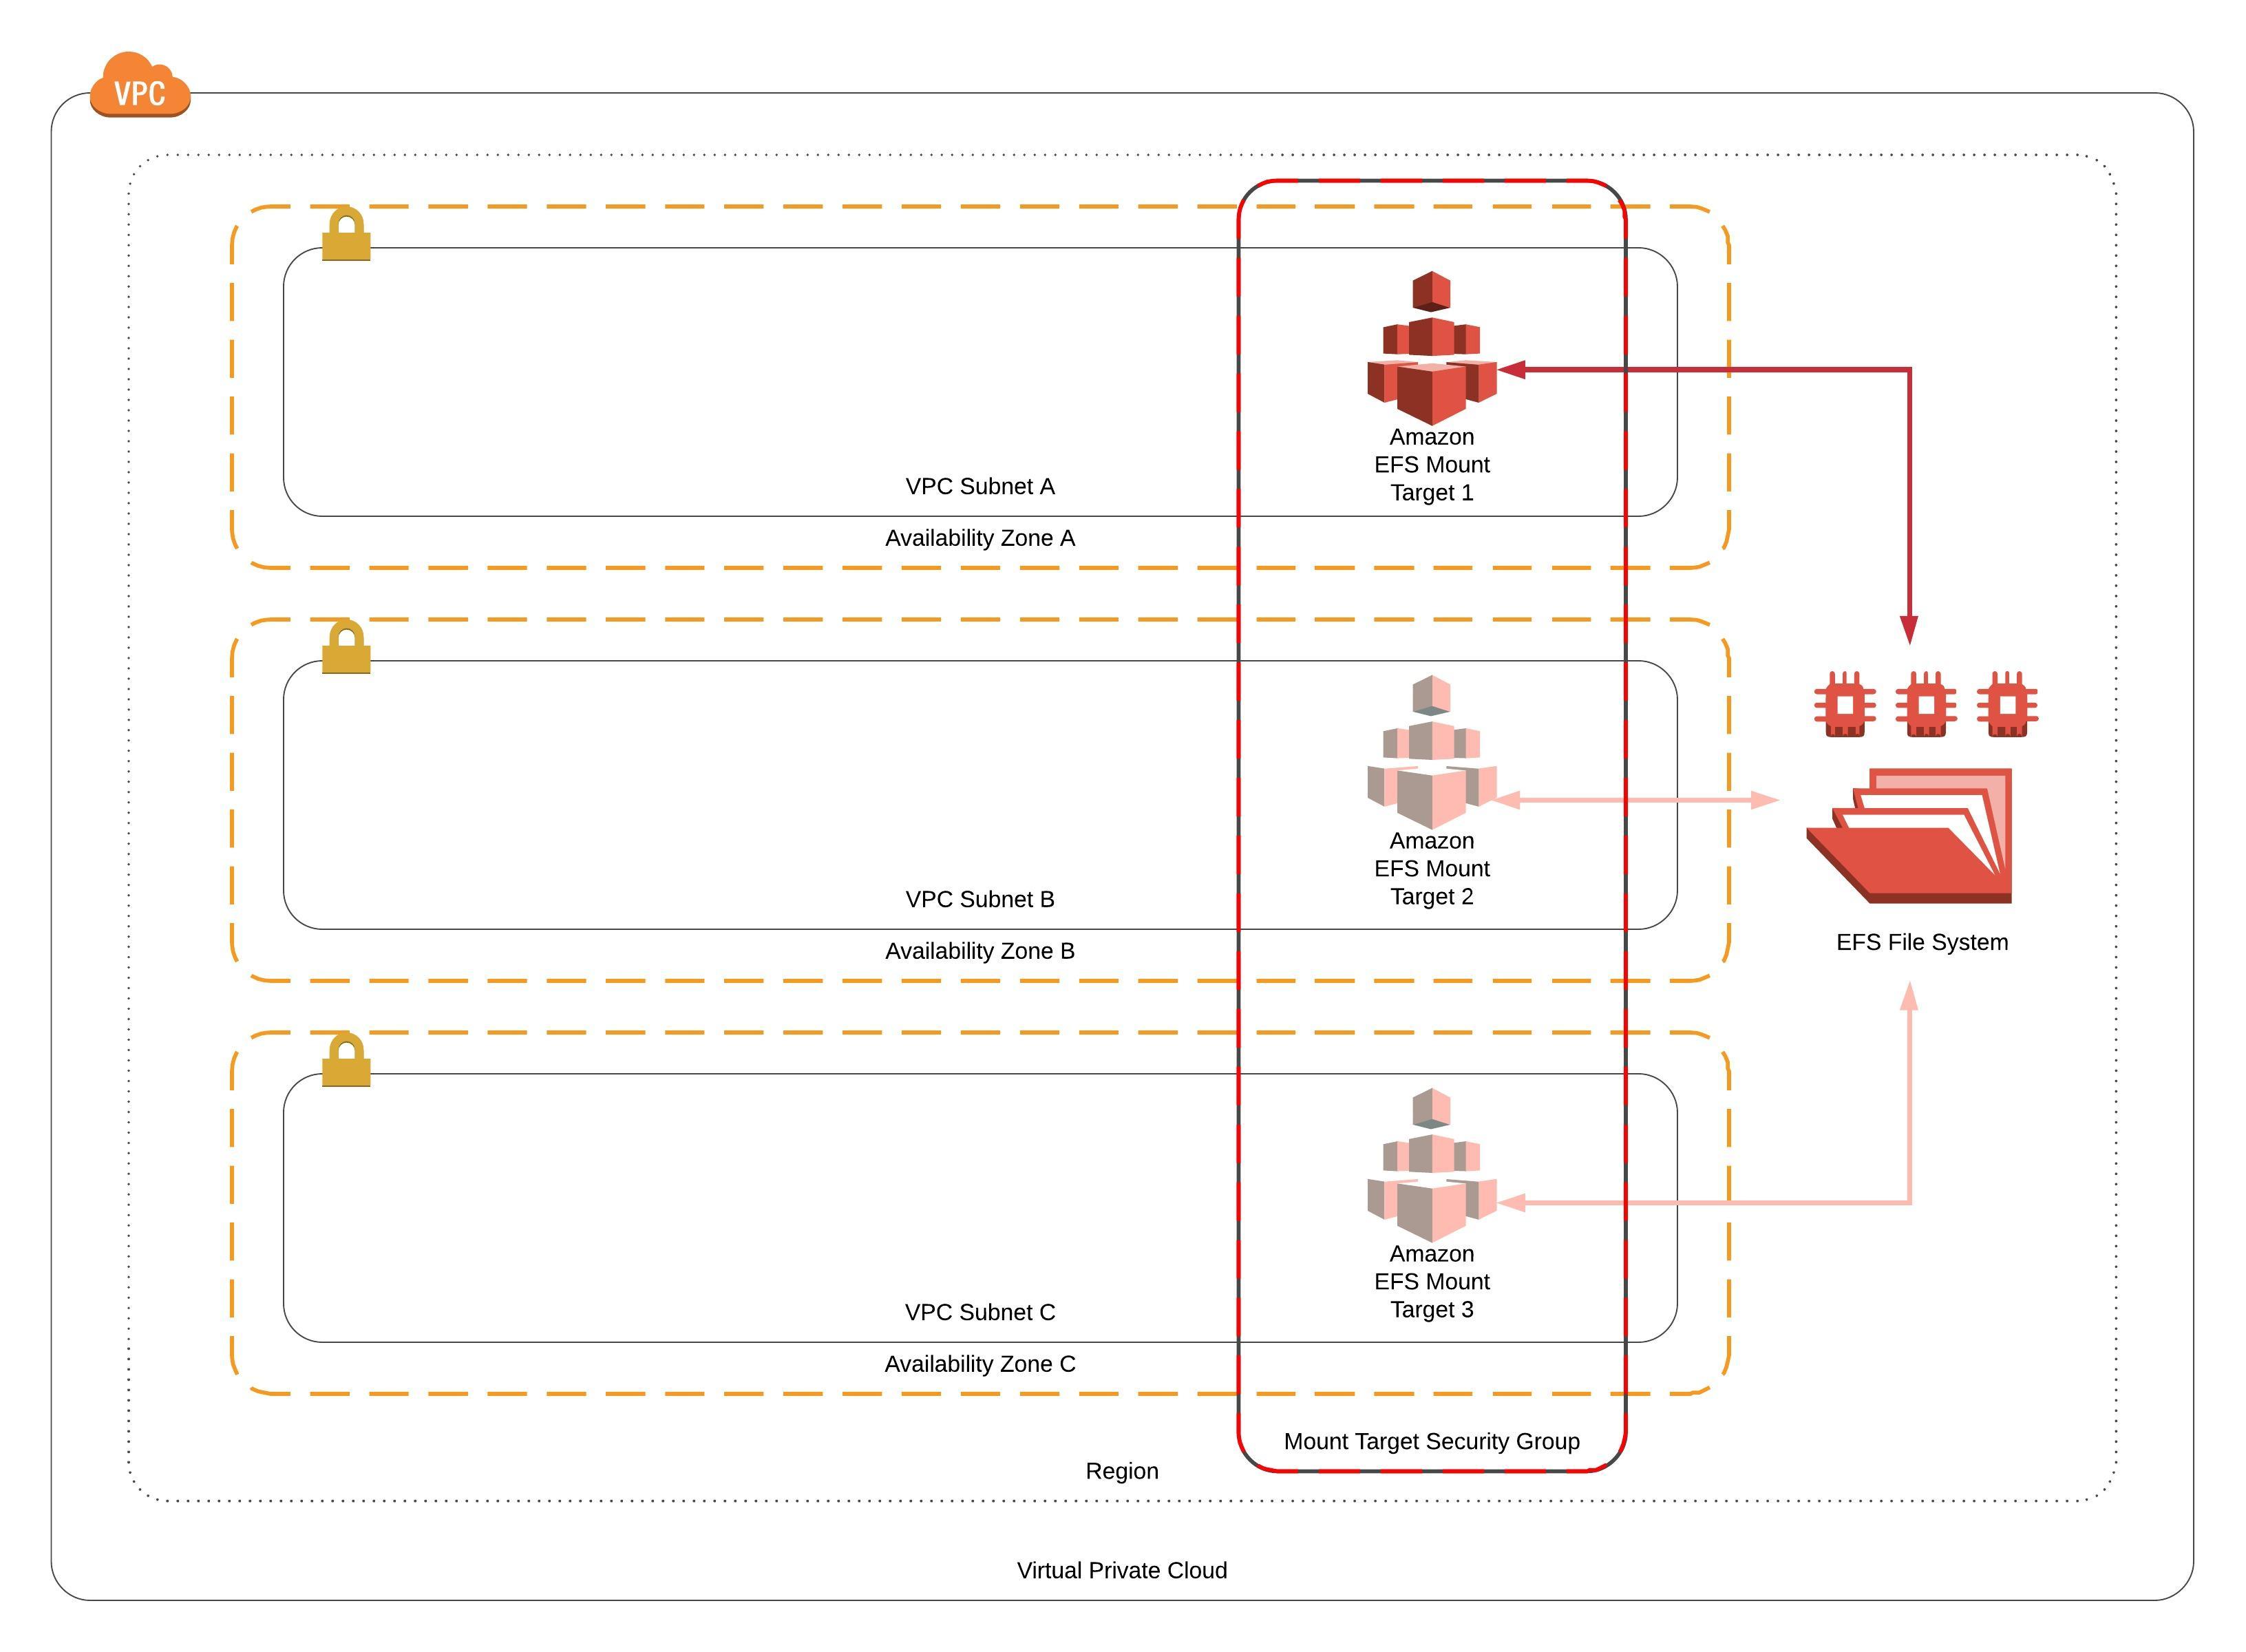 VPC
Amazon
EFS Mount
Target 1
VPC Subnet A
Availability Zone A
Amazon
EFS Mount
Target 2
VPC Subnet B
Availability Zone B
EFS File System
Amazon
EFS Mount
Target 3
VPC Subnet C
Availability Zone C
Mount Target Security Group
Region
Virtual Private Cloud